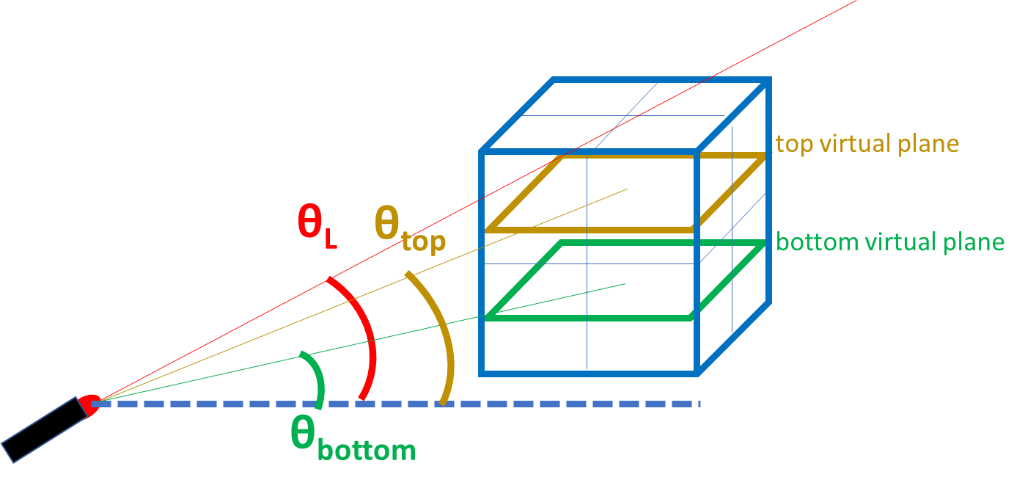 top virtual plane
θL
θtop
bottom virtual plane
θbottom